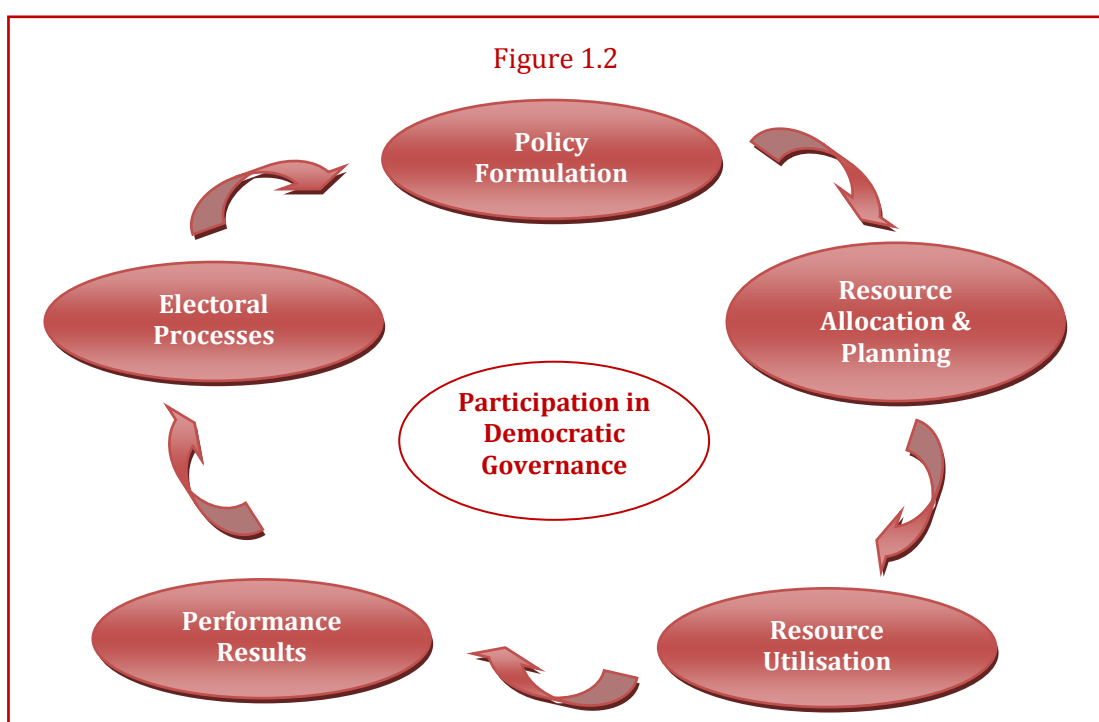 Figure 1.2
Policy
Formulation
Electoral
Processes
Resource
Allocation &
Planning
Participation in
Democratic
Governance
Performance
Results
Resource
Utilisation